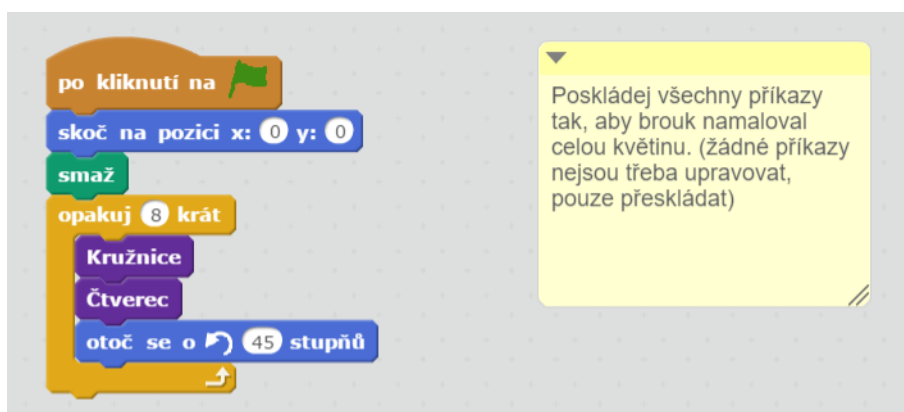 po kliknutí na
skoč na pozici x: 0 y: 0
smaž
opakuj 8 krát
Kružnice
Čtverec
otoč se o 45 stupňů
Poskládej všechny příkazy
tak, aby brouk namaloval
celou květinu. (žádné příkazy
nejsou třeba upravovat,
pouze přeskládat)